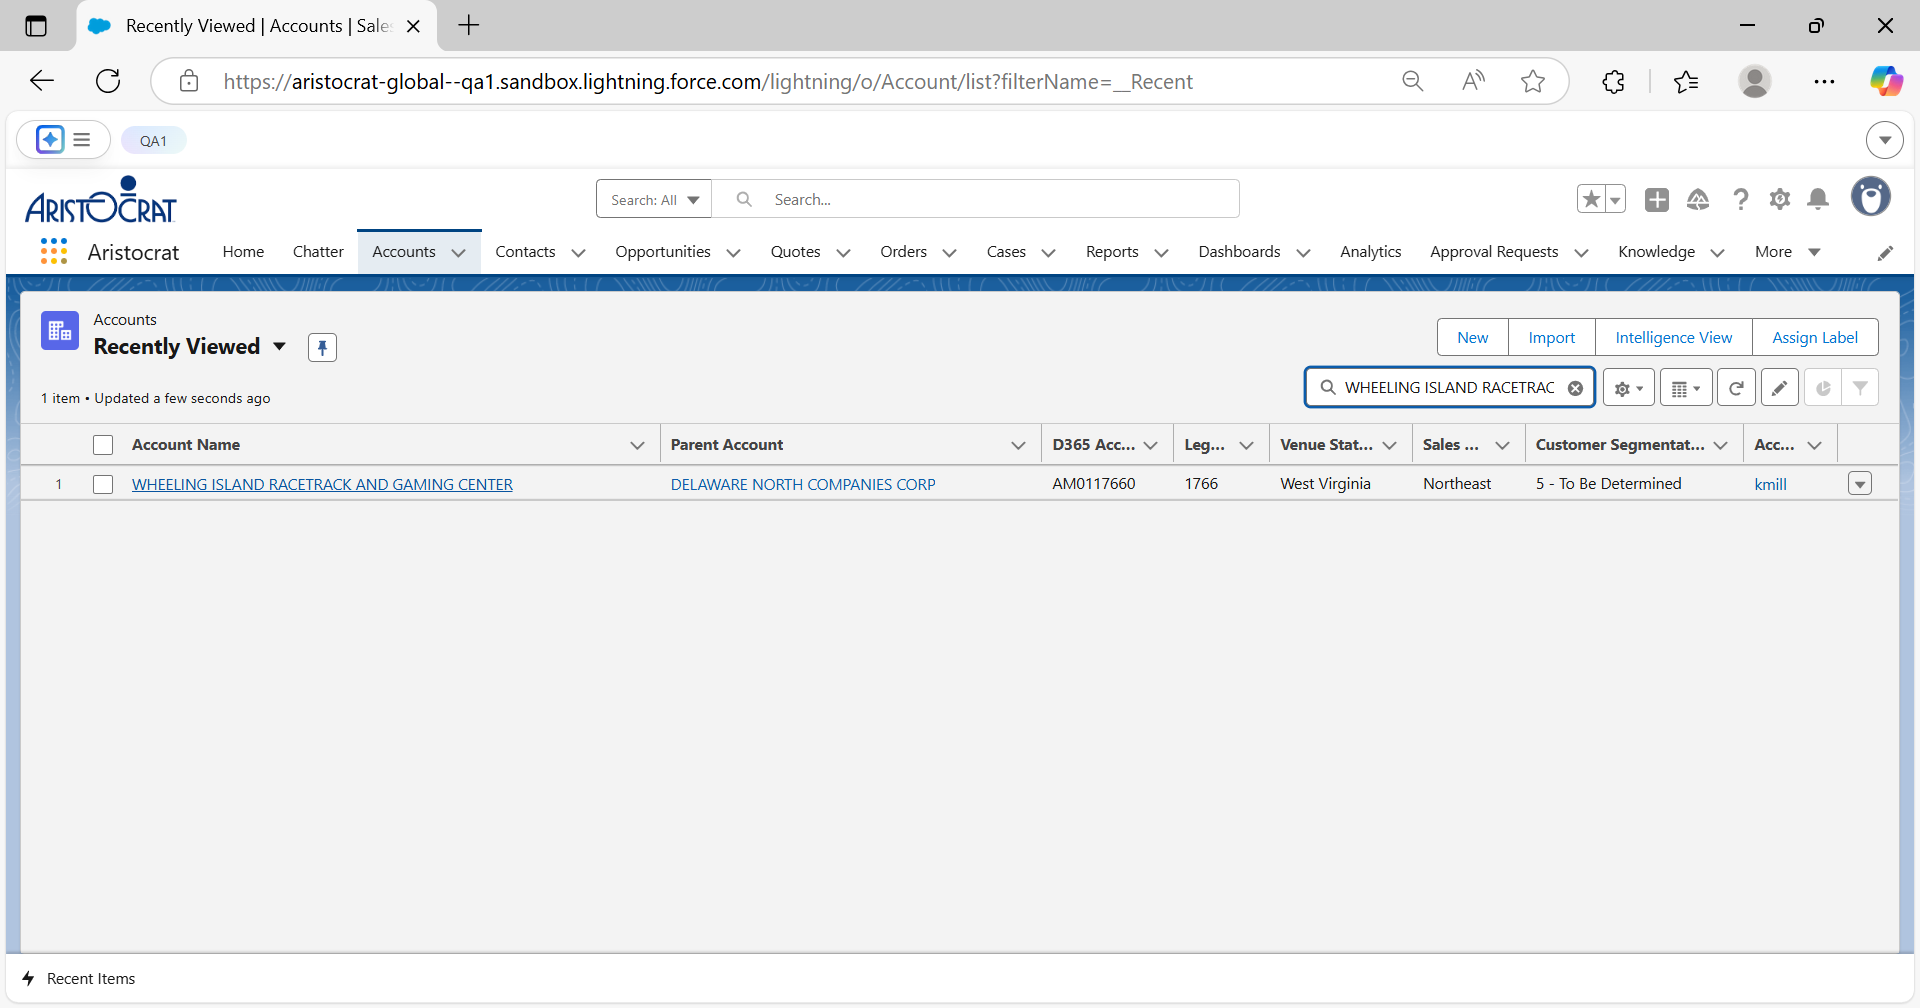 Recently Viewed | Accounts | Sale
https://aristocrat-global--qa1.sandbox.lightning.force.com/lightning/o/Account/list?filterName=__Recent
QA1
ARISTOCRAT
Search: All
Search...
Aristocrat
Home
Chatter
Accounts
Contacts
Opportunities
Quotes
Orders
Cases
Reports
Dashboards
Analytics
Approval Requests
Knowledge
More
Accounts
Recently Viewed
New
Import
Intelligence View
Assign Label
1 item • Updated a few seconds ago
WHEELING ISLAND RACETRAC
Account Name
Parent Account
D365 Acc...
Leg...
Venue Stat...
Sales ...
Customer Segmentat...
Acc...
1
WHEELING ISLAND RACETRACK AND GAMING CENTER
DELAWARE NORTH COMPANIES CORP
AM0117660
1766
West Virginia
Northeast
5 - To Be Determined
kmill
Recent Items